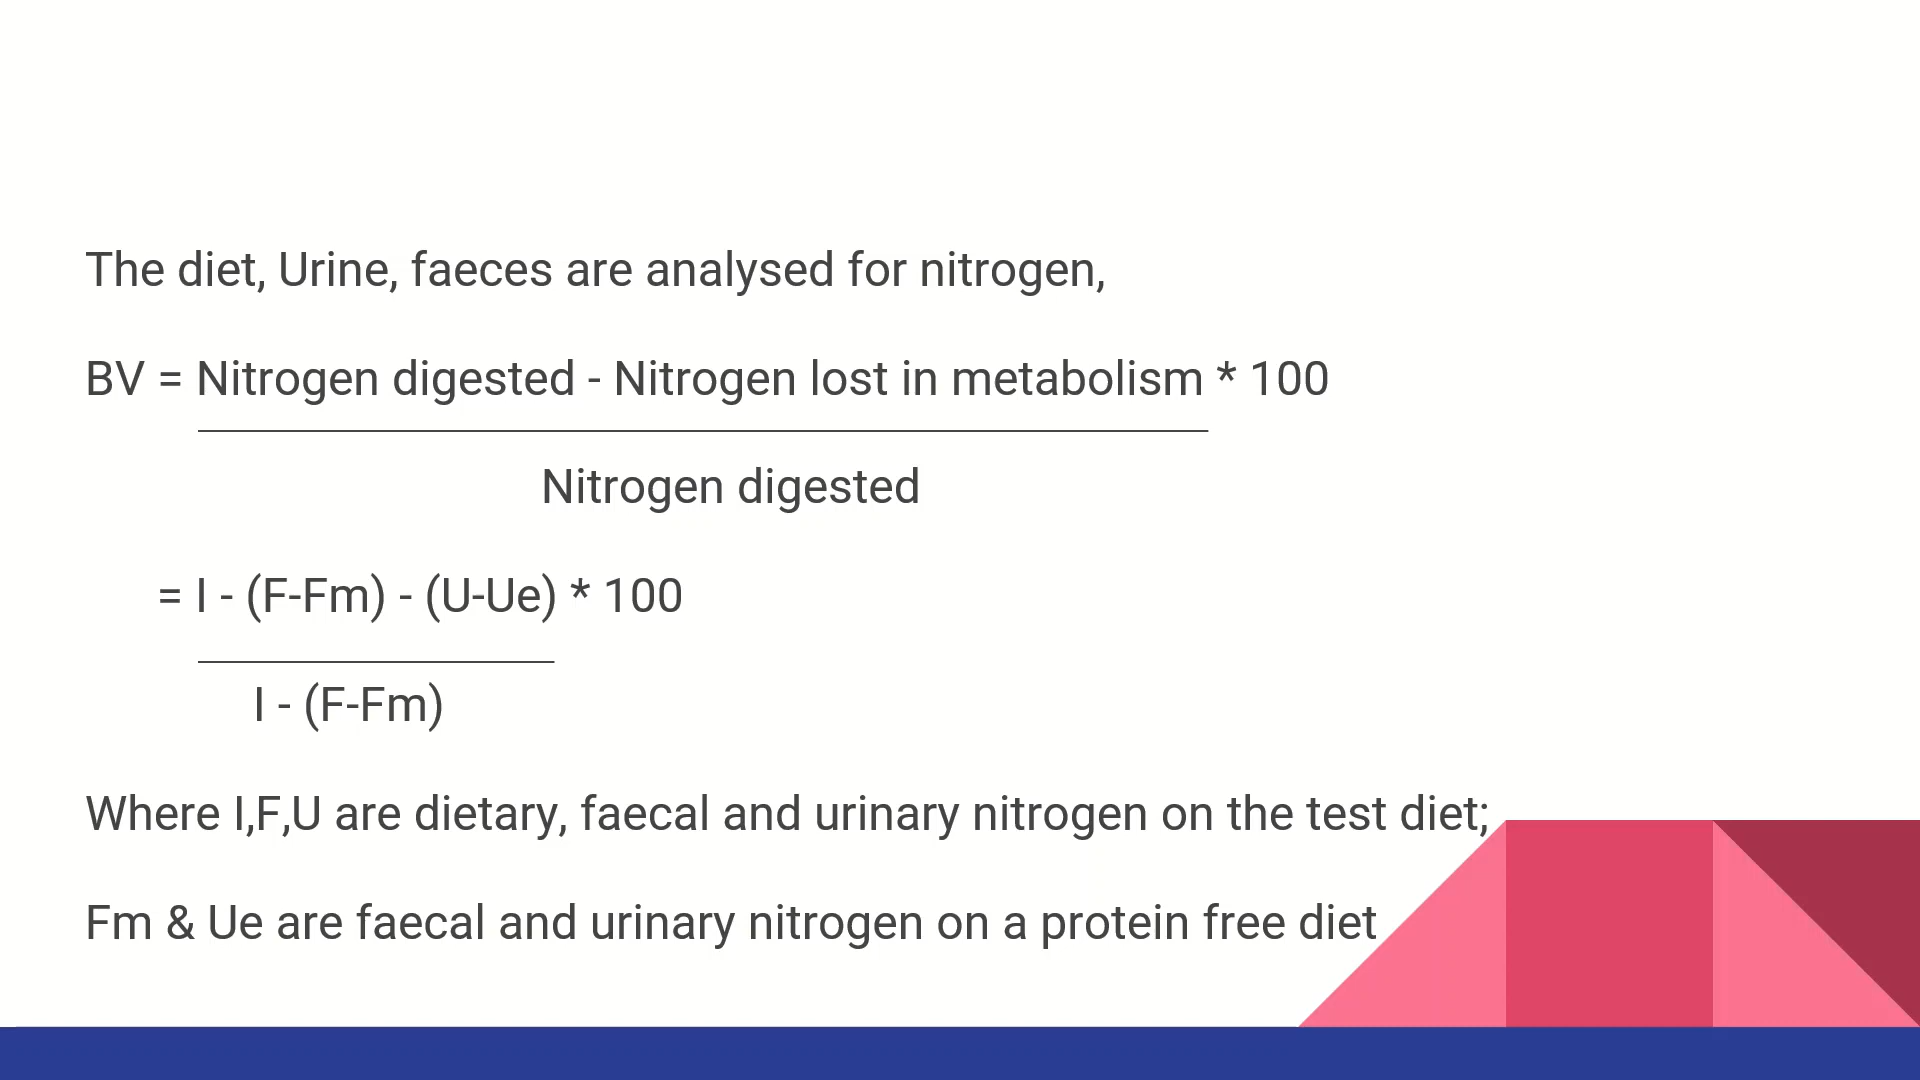 The diet, Urine, faeces are analysed for nitrogen,
BV = Nitrogen digested - Nitrogen lost in metabolism * 100
Nitrogen digested
= I - (F-Fm) - (U-Ue) * 100
I - (F-Fm)
Where I,F,U are dietary, faecal and urinary nitrogen on the test diet;
Fm & Ue are faecal and urinary nitrogen on a protein free diet